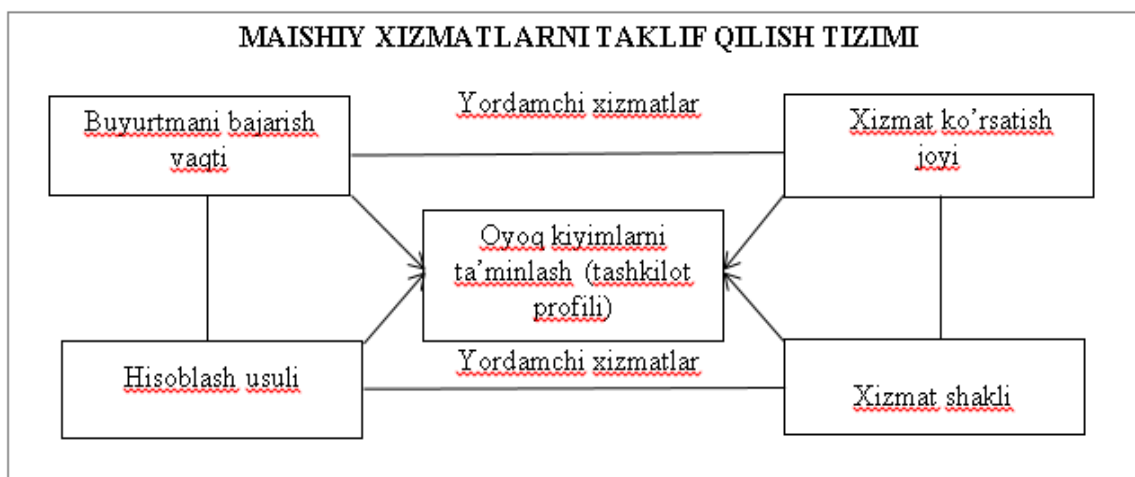 MAISHIY XIZMATLARNI TAKLIF QILISH TIZIMI
Yordamchi xizmatlar
Buyurtmani bajarish
vaqti
Xizmat ko’rsatish
joyi
Oyoq kiyimlarni
ta’minlash (tashkilot
profili)
Hisoblash usuli
Yordamchi xizmatlar
Xizmat shakli